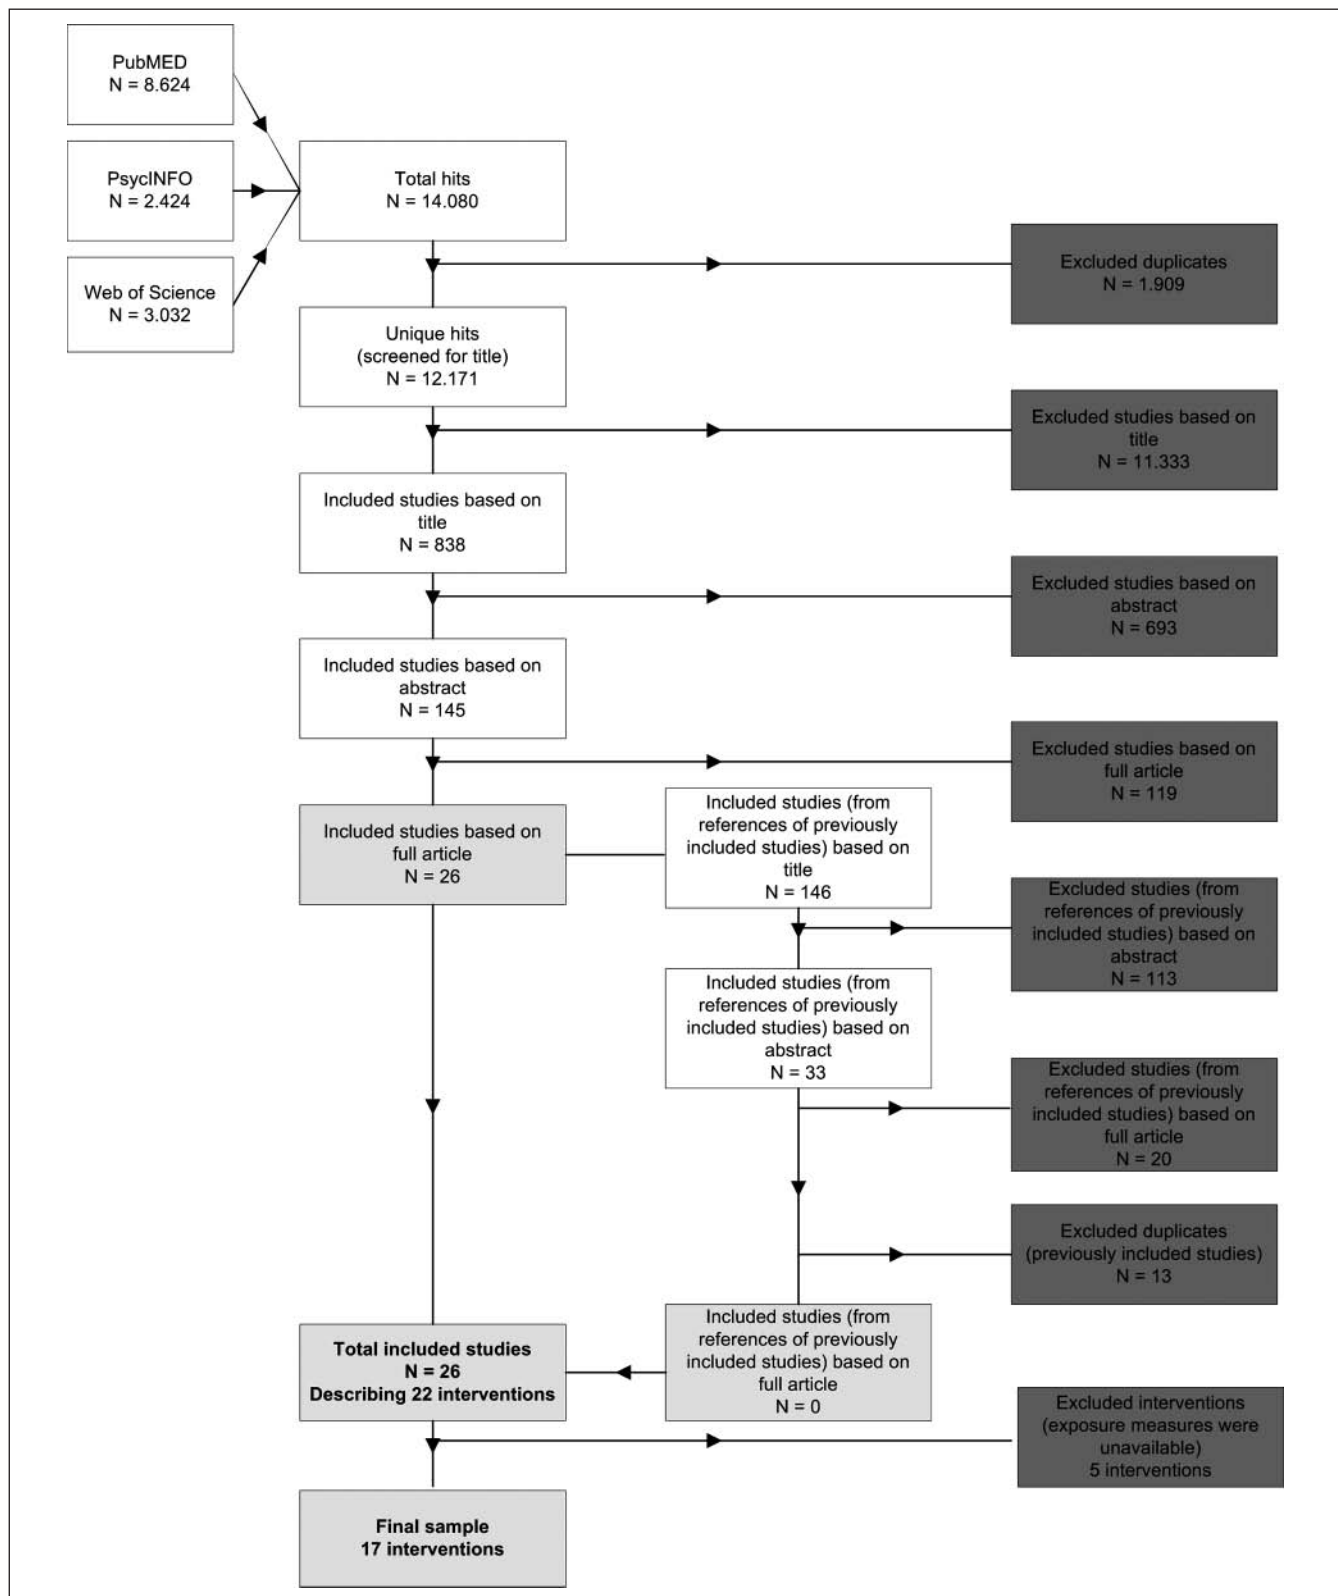 PubMED
N = 8.624
PsycINFO
N = 2.424
Web of Science
N = 3.032
Total hits
N = 14.080
Excluded duplicates
N = 1.909
Unique hits
(screened for title)
N = 12.171
Excluded studies based on
title
N = 11.333
Included studies based on
title
N = 838
Excluded studies based on
abstract
N = 693
Included studies based on
abstract
N = 145
Excluded studies based on
full article
N = 119
Included studies based on
full article
N = 26
Included studies (from
references of previously
included studies) based on
title
N = 146
Excluded studies (from
references of previously
included studies) based on
abstract
N = 113
Included studies (from
references of previously
included studies) based on
abstract
N = 33
Excluded studies (from
references of previously
included studies) based on
full article
N = 20
Excluded duplicates
(previously included studies)
N = 13
Included studies (from
references of previously
included studies) based on
full article
N = 0
Total included studies
N = 26
Describing 22 interventions
Excluded interventions
(exposure measures were
unavailable)
5 interventions
Final sample
17 interventions